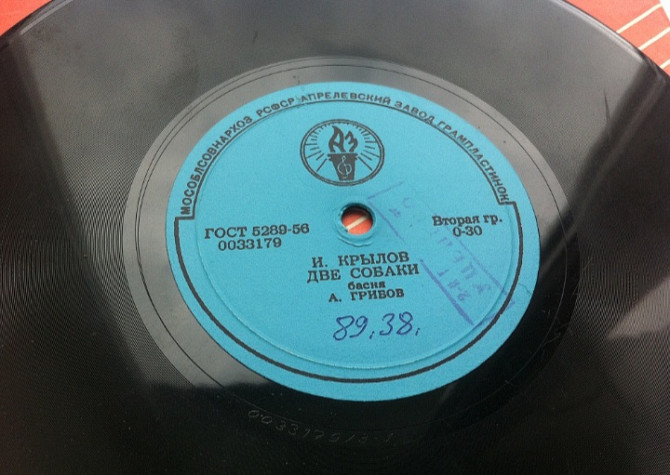 МОСОБЛСОВНАРХОЗ РСФСР АПРЕЛЕВСКИЙ ЗАВОД ГРАМПЛАСТИНОК
АЗ
ГОСТ 5289-56
0033179
Вторая гр.
0-30
И. КРЫЛОВ
ДВЕ СОБАКИ
басня
А. ГРИБОВ
89,38.